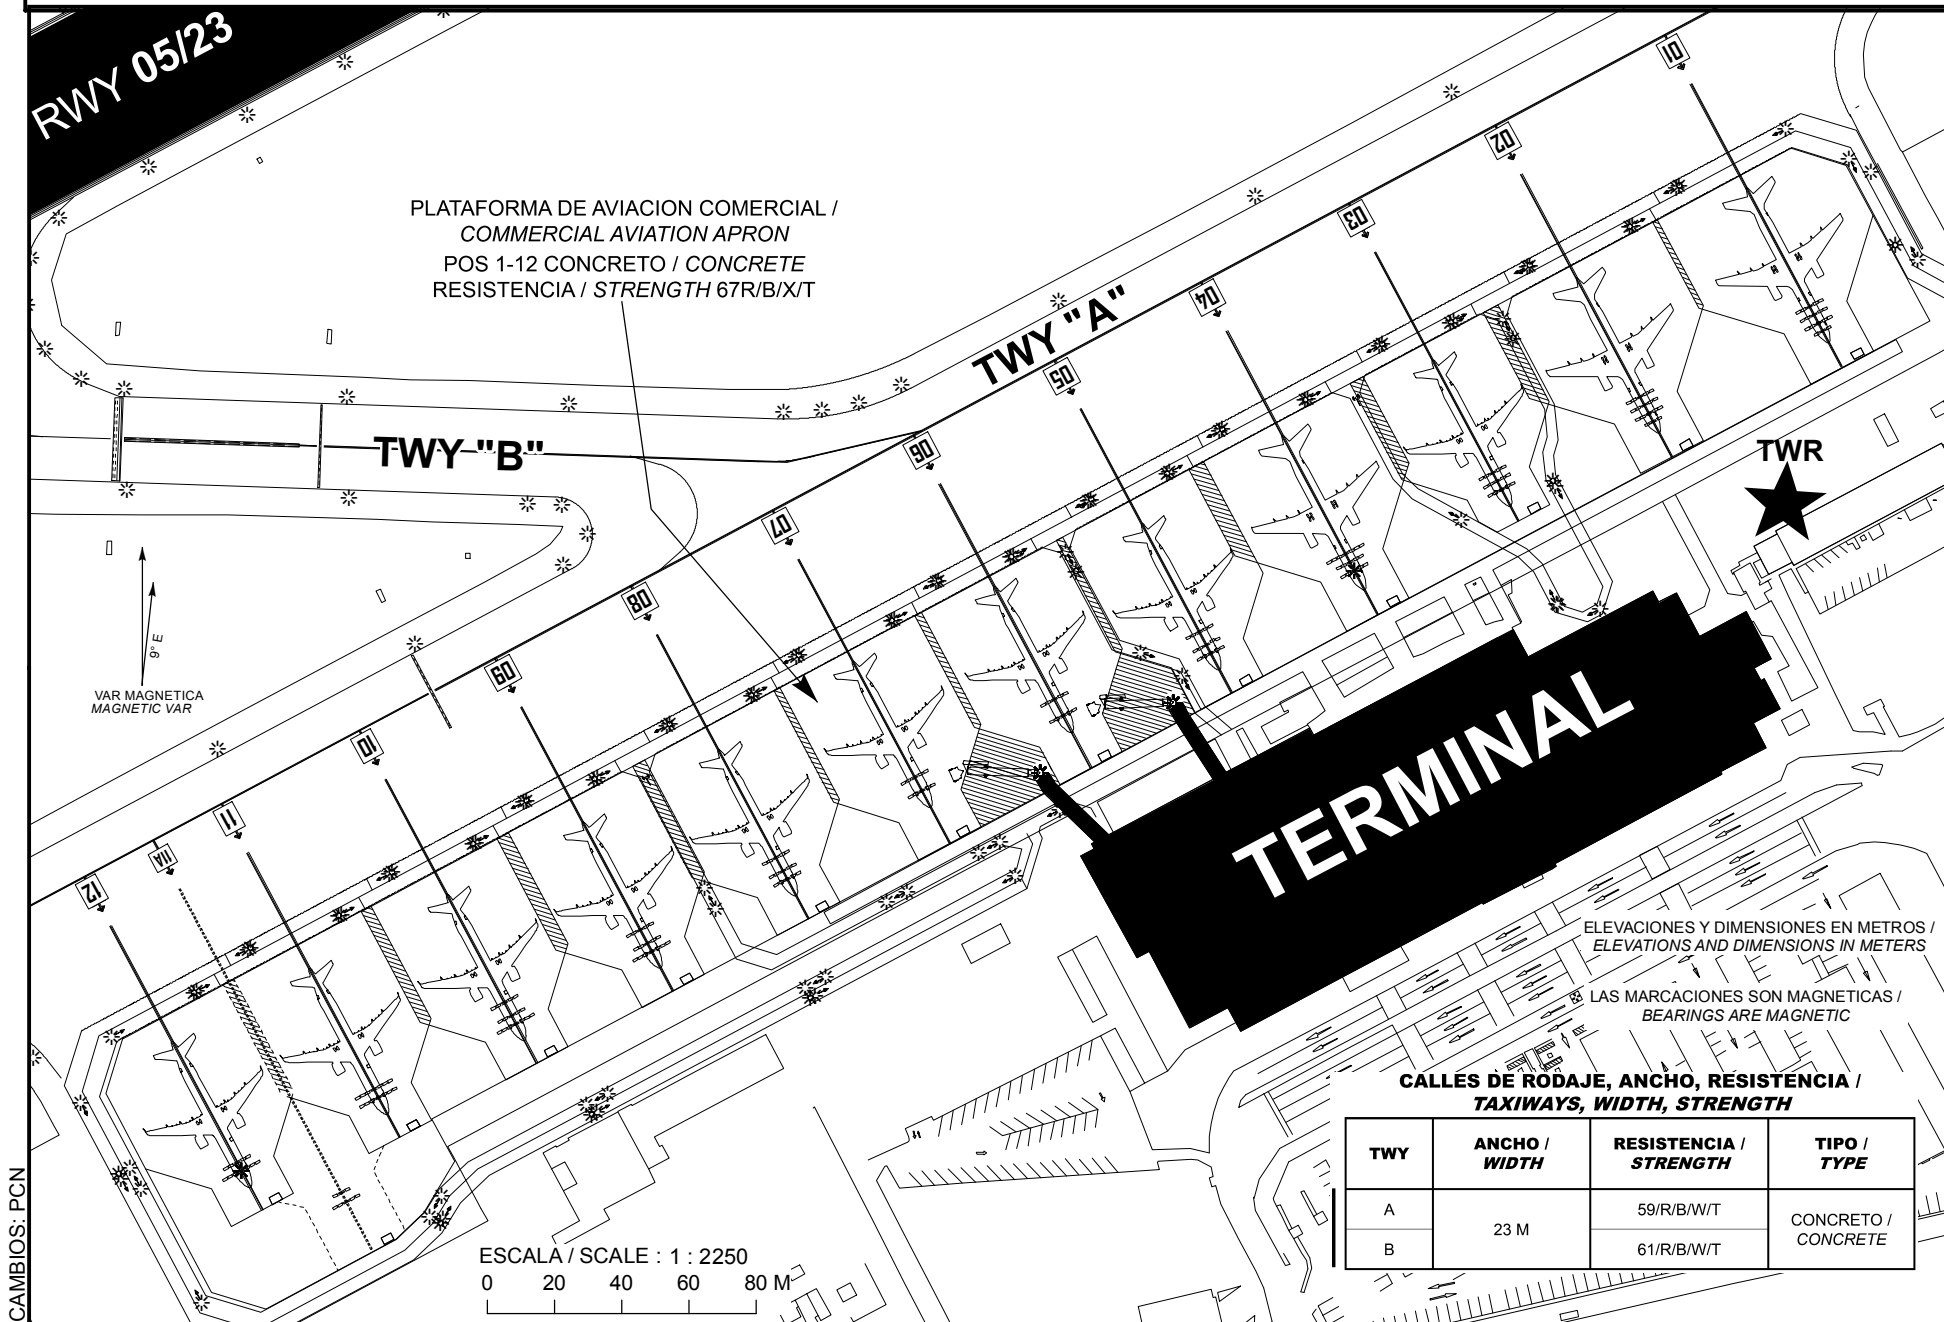 RWY 05/23
PLATAFORMA DE AVIACION COMERCIAL /
COMMERCIAL AVIATION APRON
POS 1-12 CONCRETO / CONCRETE
RESISTENCIA / STRENGTH 67R/B/X/T
TWY "A"
TWY "B"
01
02
03
04
05
06
07
08
09
10
11
11A
12
TWR
TERMINAL
9° E
VAR MAGNETICA
MAGNETIC VAR
ELEVACIONES Y DIMENSIONES EN METROS /
ELEVATIONS AND DIMENSIONS IN METERS
LAS MARCACIONES SON MAGNETICAS /
BEARINGS ARE MAGNETIC
CALLES DE RODAJE, ANCHO, RESISTENCIA /
TAXIWAYS, WIDTH, STRENGTH
TWY
ANCHO /
WIDTH
RESISTENCIA /
STRENGTH
TIPO /
TYPE
A
23 M
59/R/B/W/T
CONCRETO /
CONCRETE
B
61/R/B/W/T
ESCALA / SCALE : 1 : 2250
0 20 40 60 80 M
CAMBIOS: PCN